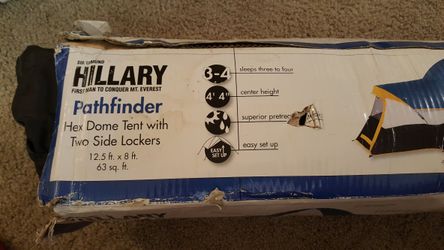 SIR EDMUND
HILLARY
FIRST MAN TO CONQUER MT. EVEREST
Pathfinder
Hex Dome Tent with
Two Side Lockers
12.5 ft. x 8 ft.
63 sq. ft.
3-4
sleeps three to four
4' 4"
center height
superior
EASY
SET UP
easy set up
HILLARY